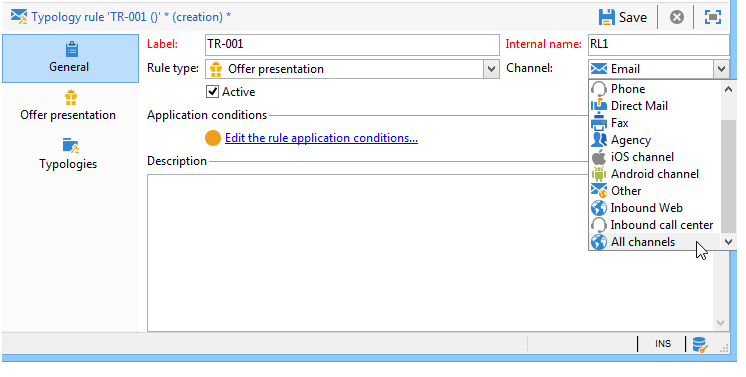 Typology rule 'TR-001 ()' * (creation) *
Save
General
Offer presentation
Typologies
Label: TR-001 Internal name: RL1
Rule type: Offer presentation Channel: Email
Active
Application conditions
Edit the rule application conditions...
Description
Phone
Direct Mail
Fax
Agency
iOS channel
Android channel
Other
Inbound Web
Inbound call center
All channels
INS